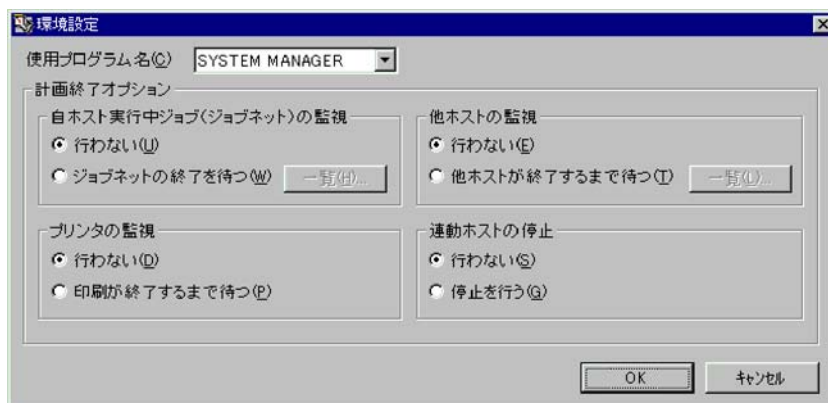 環境設定
使用プログラム名(C) SYSTEM MANAGER
計画終了オプション
自ホスト実行中ジョブ(ジョブネット)の監視
行わない(U)
ジョブネットの終了を待つ(W) 一覧(H)...
他ホストの監視
行わない(E)
他ホストが終了するまで待つ(T) 一覧(L)...
プリンタの監視
行わない(D)
印刷が終了するまで待つ(P)
連動ホストの停止
行わない(S)
停止を行う(G)
OK キャンセル